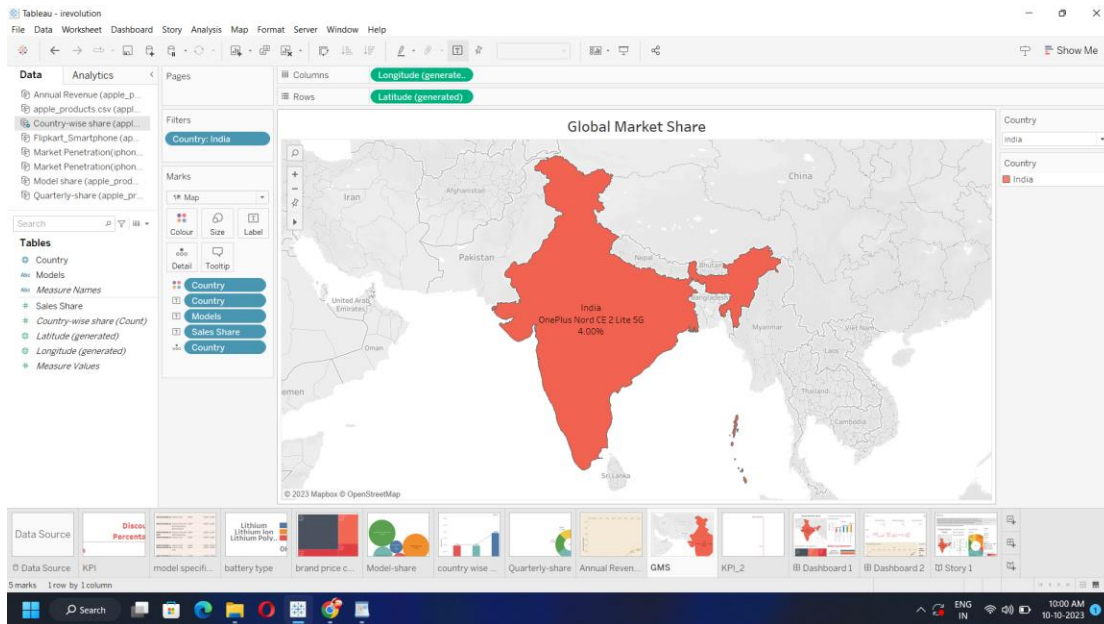 Tableau - irevolution
File Data Worksheet Dashboard Story Analysis Map Format Server Window Help
Show Me
Data Analytics
Annual Revenue (apple_p...
apple_products.csv (appl...
Country-wise share (appl...
Flipkart_Smartphone (ap...
Market Penetration(iphon...
Market Penetration(iphon...
Model share (apple_prod...
Quarterly-share (apple_pr...
Search
Tables
Country
Abc Models
Abc Measure Names
# Sales Share
# Country-wise share (Count)
Latitude (generated)
Longitude (generated)
# Measure Values
Pages
Filters
Country: India
Marks
Map
Colour Size Label
Detail Tooltip
Country
Country
Models
Sales Share
Country
Columns Longitude (generate..
Rows Latitude (generated)
Global Market Share
Iran
Afghanistan
China
Pakistan
Nepal
Bhutan
United Arab
Emirates
Bangladesh
India
OnePlus Nord CE 2 Lite 5G
4.00%
Oman
Myanmar
Viet Nam
Laos
Thailand
Cambodia
emen
Sri Lanka
© 2023 Mapbox © OpenStreetMap
Country
India
Country
India
Data Source
Discou
Percenta
Lithium
Lithium Ion
Lithium Poly...
Data Source KPI model specifi... battery type brand price c... Model-share country wise ... Quarterly-share Annual Reven... GMS KPI_2 Dashboard 1 Dashboard 2 Story 1
5 marks 1 row by 1 column
Search
ENG
IN
10:00 AM
10-10-2023
1